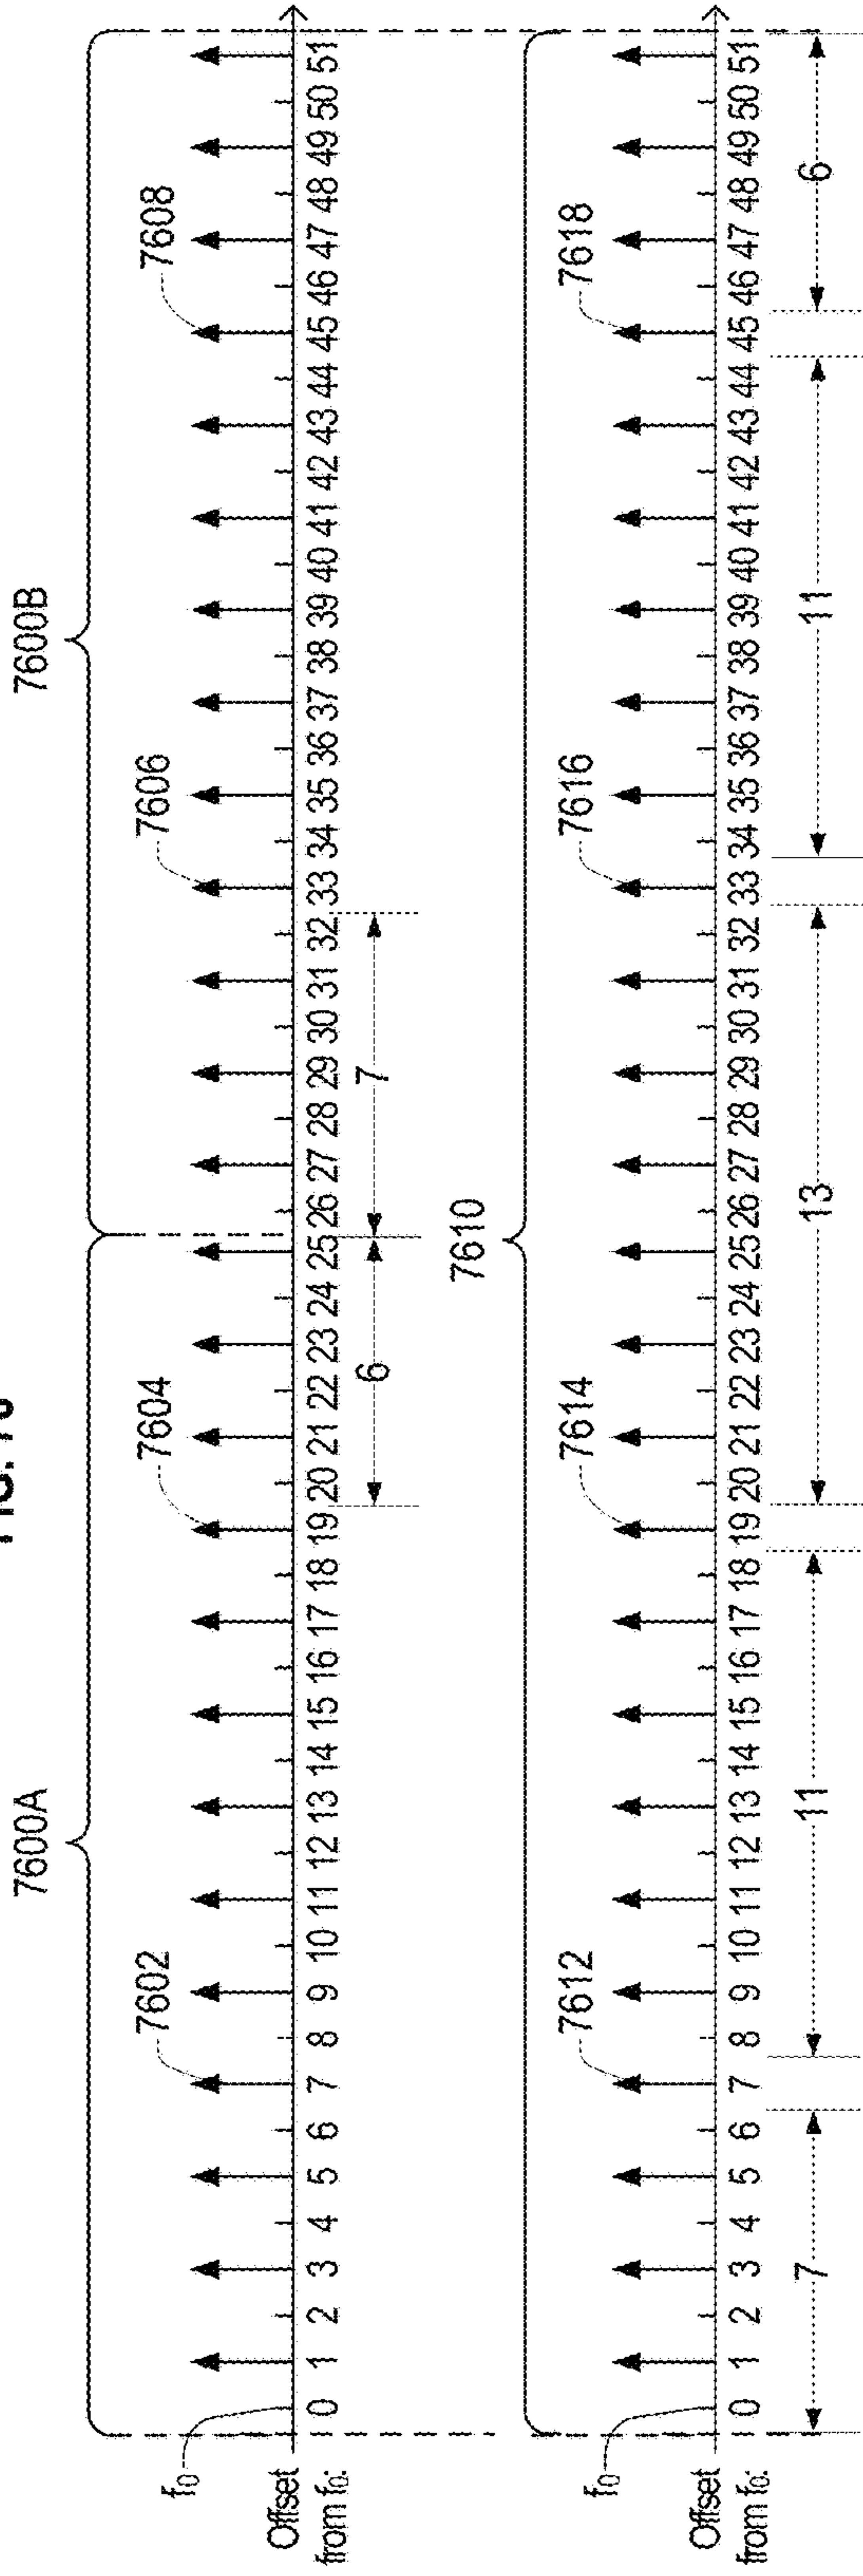 7600A 7600B
7602 7604 7606 7608
f0
Offset from f0: 0 1 2 3 4 5 6 7 8 9 10 11 12 13 14 15 16 17 18 19 20 21 22 23 24 25 26 27 28 29 30 31 32 33 34 35 36 37 38 39 40 41 42 43 44 45 46 47 48 49 50 51
6 7
7610
7612 7614 7616 7618
f0
Offset from f0: 0 1 2 3 4 5 6 7 8 9 10 11 12 13 14 15 16 17 18 19 20 21 22 23 24 25 26 27 28 29 30 31 32 33 34 35 36 37 38 39 40 41 42 43 44 45 46 47 48 49 50 51
7 11 13 11 6